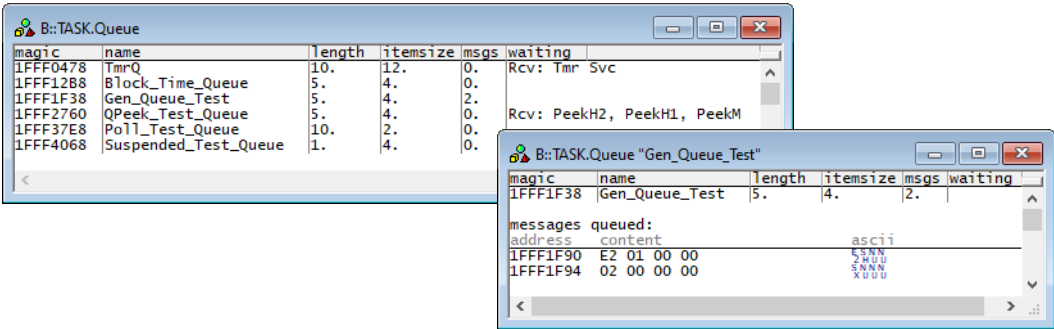 B::TASK.Queue
magic name length itemsize msgs waiting
1FFF0478 TmrQ 10. 12. 0. Rcv: Tmr Svc
1FFF12B8 Block_Time_Queue 5. 4. 0.
1FFF1F38 Gen_Queue_Test 5. 4. 2.
1FFF2760 QPeek_Test_Queue 5. 4. 0. Rcv: PeekH2, PeekH1, PeekM
1FFF37E8 Poll_Test_Queue 10. 2. 0.
1FFF4068 Suspended_Test_Queue 1. 4. 0.
B::TASK.Queue "Gen_Queue_Test"
magic name length itemsize msgs waiting
1FFF1F38 Gen_Queue_Test 5. 4. 2.
messages queued:
address content ascii
1FFF1F90 E2 01 00 00
1FFF1F94 02 00 00 00